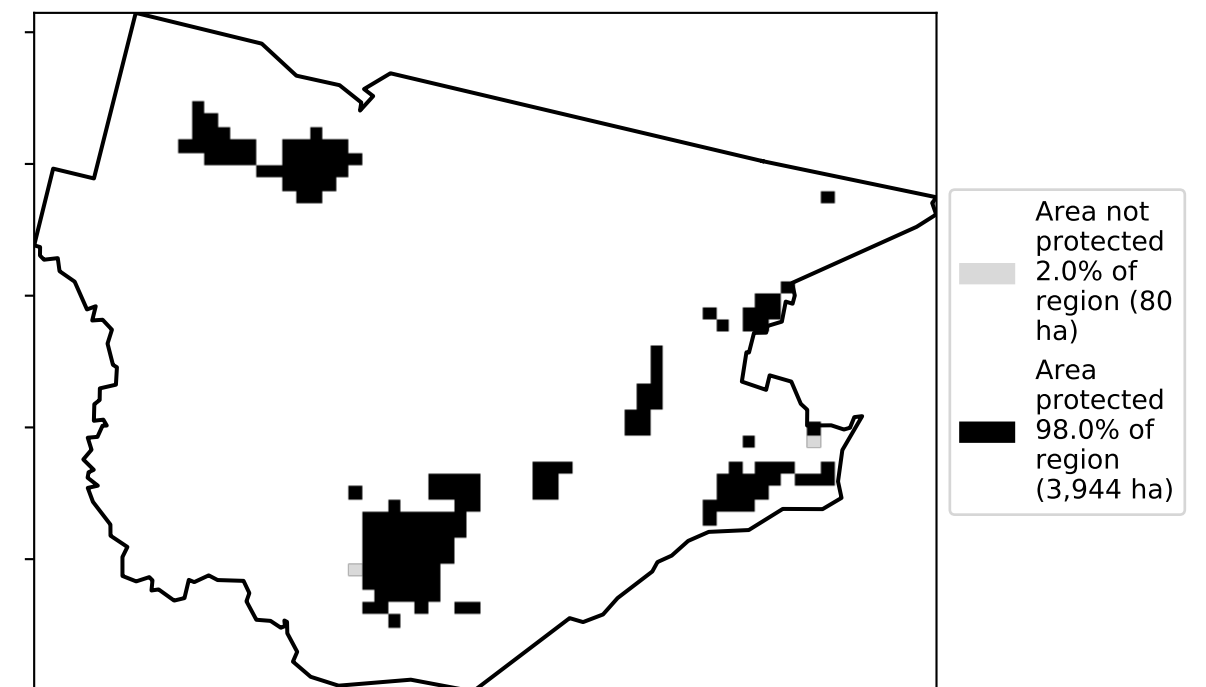 Area not
protected
2.0% of
region (80
ha)
Area
protected
98.0% of
region
(3,944 ha)